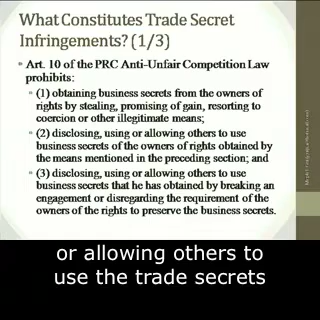 What Constitutes Trade Secret
Infringements? (1/3)
Art. 10 of the PRC Anti-Unfair Competition Law
prohibits:
(1) obtaining business secrets from the owners of
rights by stealing, promising of gain, resorting to
coercion or other illegitimate means;
(2) disclosing, using or allowing others to use
business secrets of the owners of rights obtained by
the means mentioned in the preceding section; and
(3) disclosing, using or allowing others to use
business secrets that he has obtained by breaking an
engagement or disregarding the requirement of the
owners of the rights to preserve the business secrets.
or allowing others to
use the trade secrets